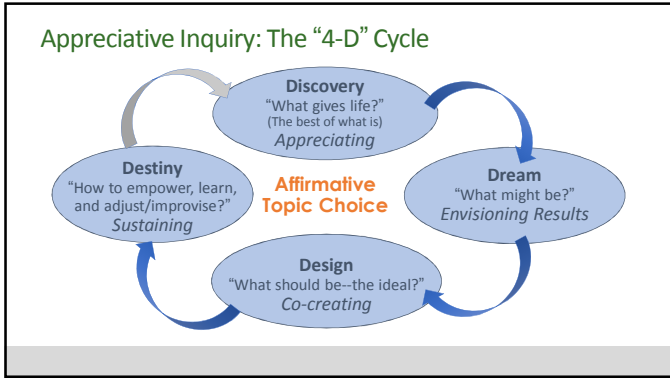 Appreciative Inquiry: The “4-D” Cycle
Discovery
“What gives life?”
(The best of what is)
Appreciating
Dream
“What might be?”
Envisioning Results
Design
“What should be--the ideal?”
Co-creating
Destiny
“How to empower, learn,
and adjust/improvise?”
Sustaining
Affirmative
Topic Choice